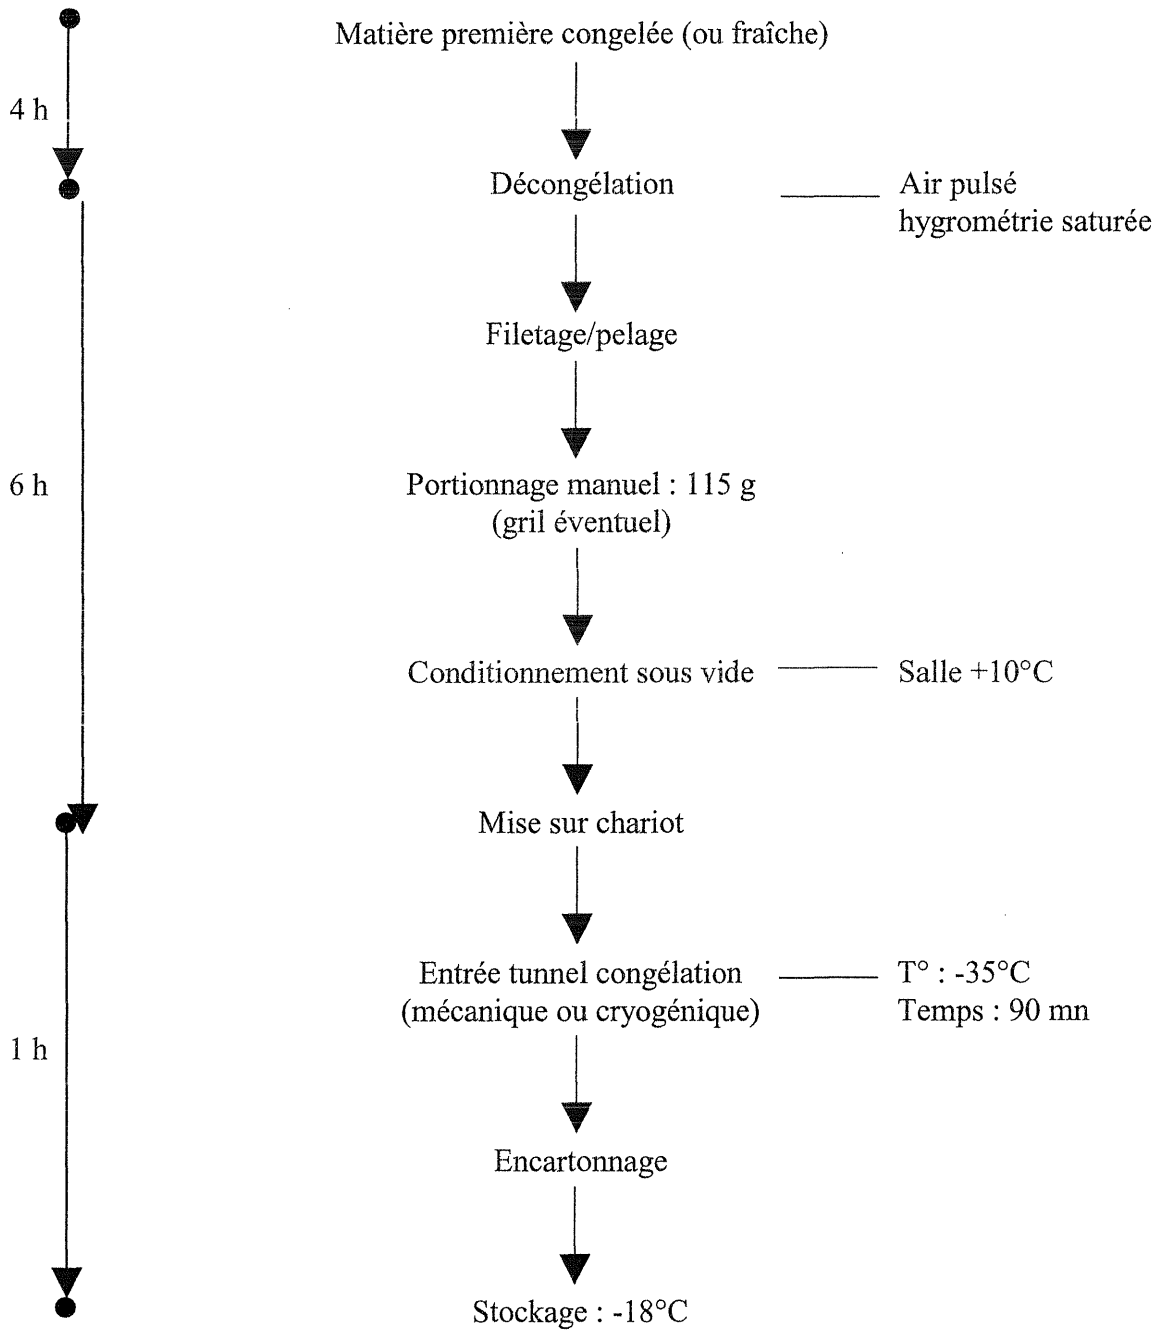 Matière première congelée (ou fraîche)
4 h
Décongélation
Air pulsé
hygrométrie saturée
Filetage/pelage
6 h
Portionnage manuel : 115 g
(gril éventuel)
Conditionnement sous vide
Salle +10°C
Mise sur chariot
Entrée tunnel congélation
(mécanique ou cryogénique)
T° : -35°C
Temps : 90 mn
1 h
Encartonnage
Stockage : -18°C